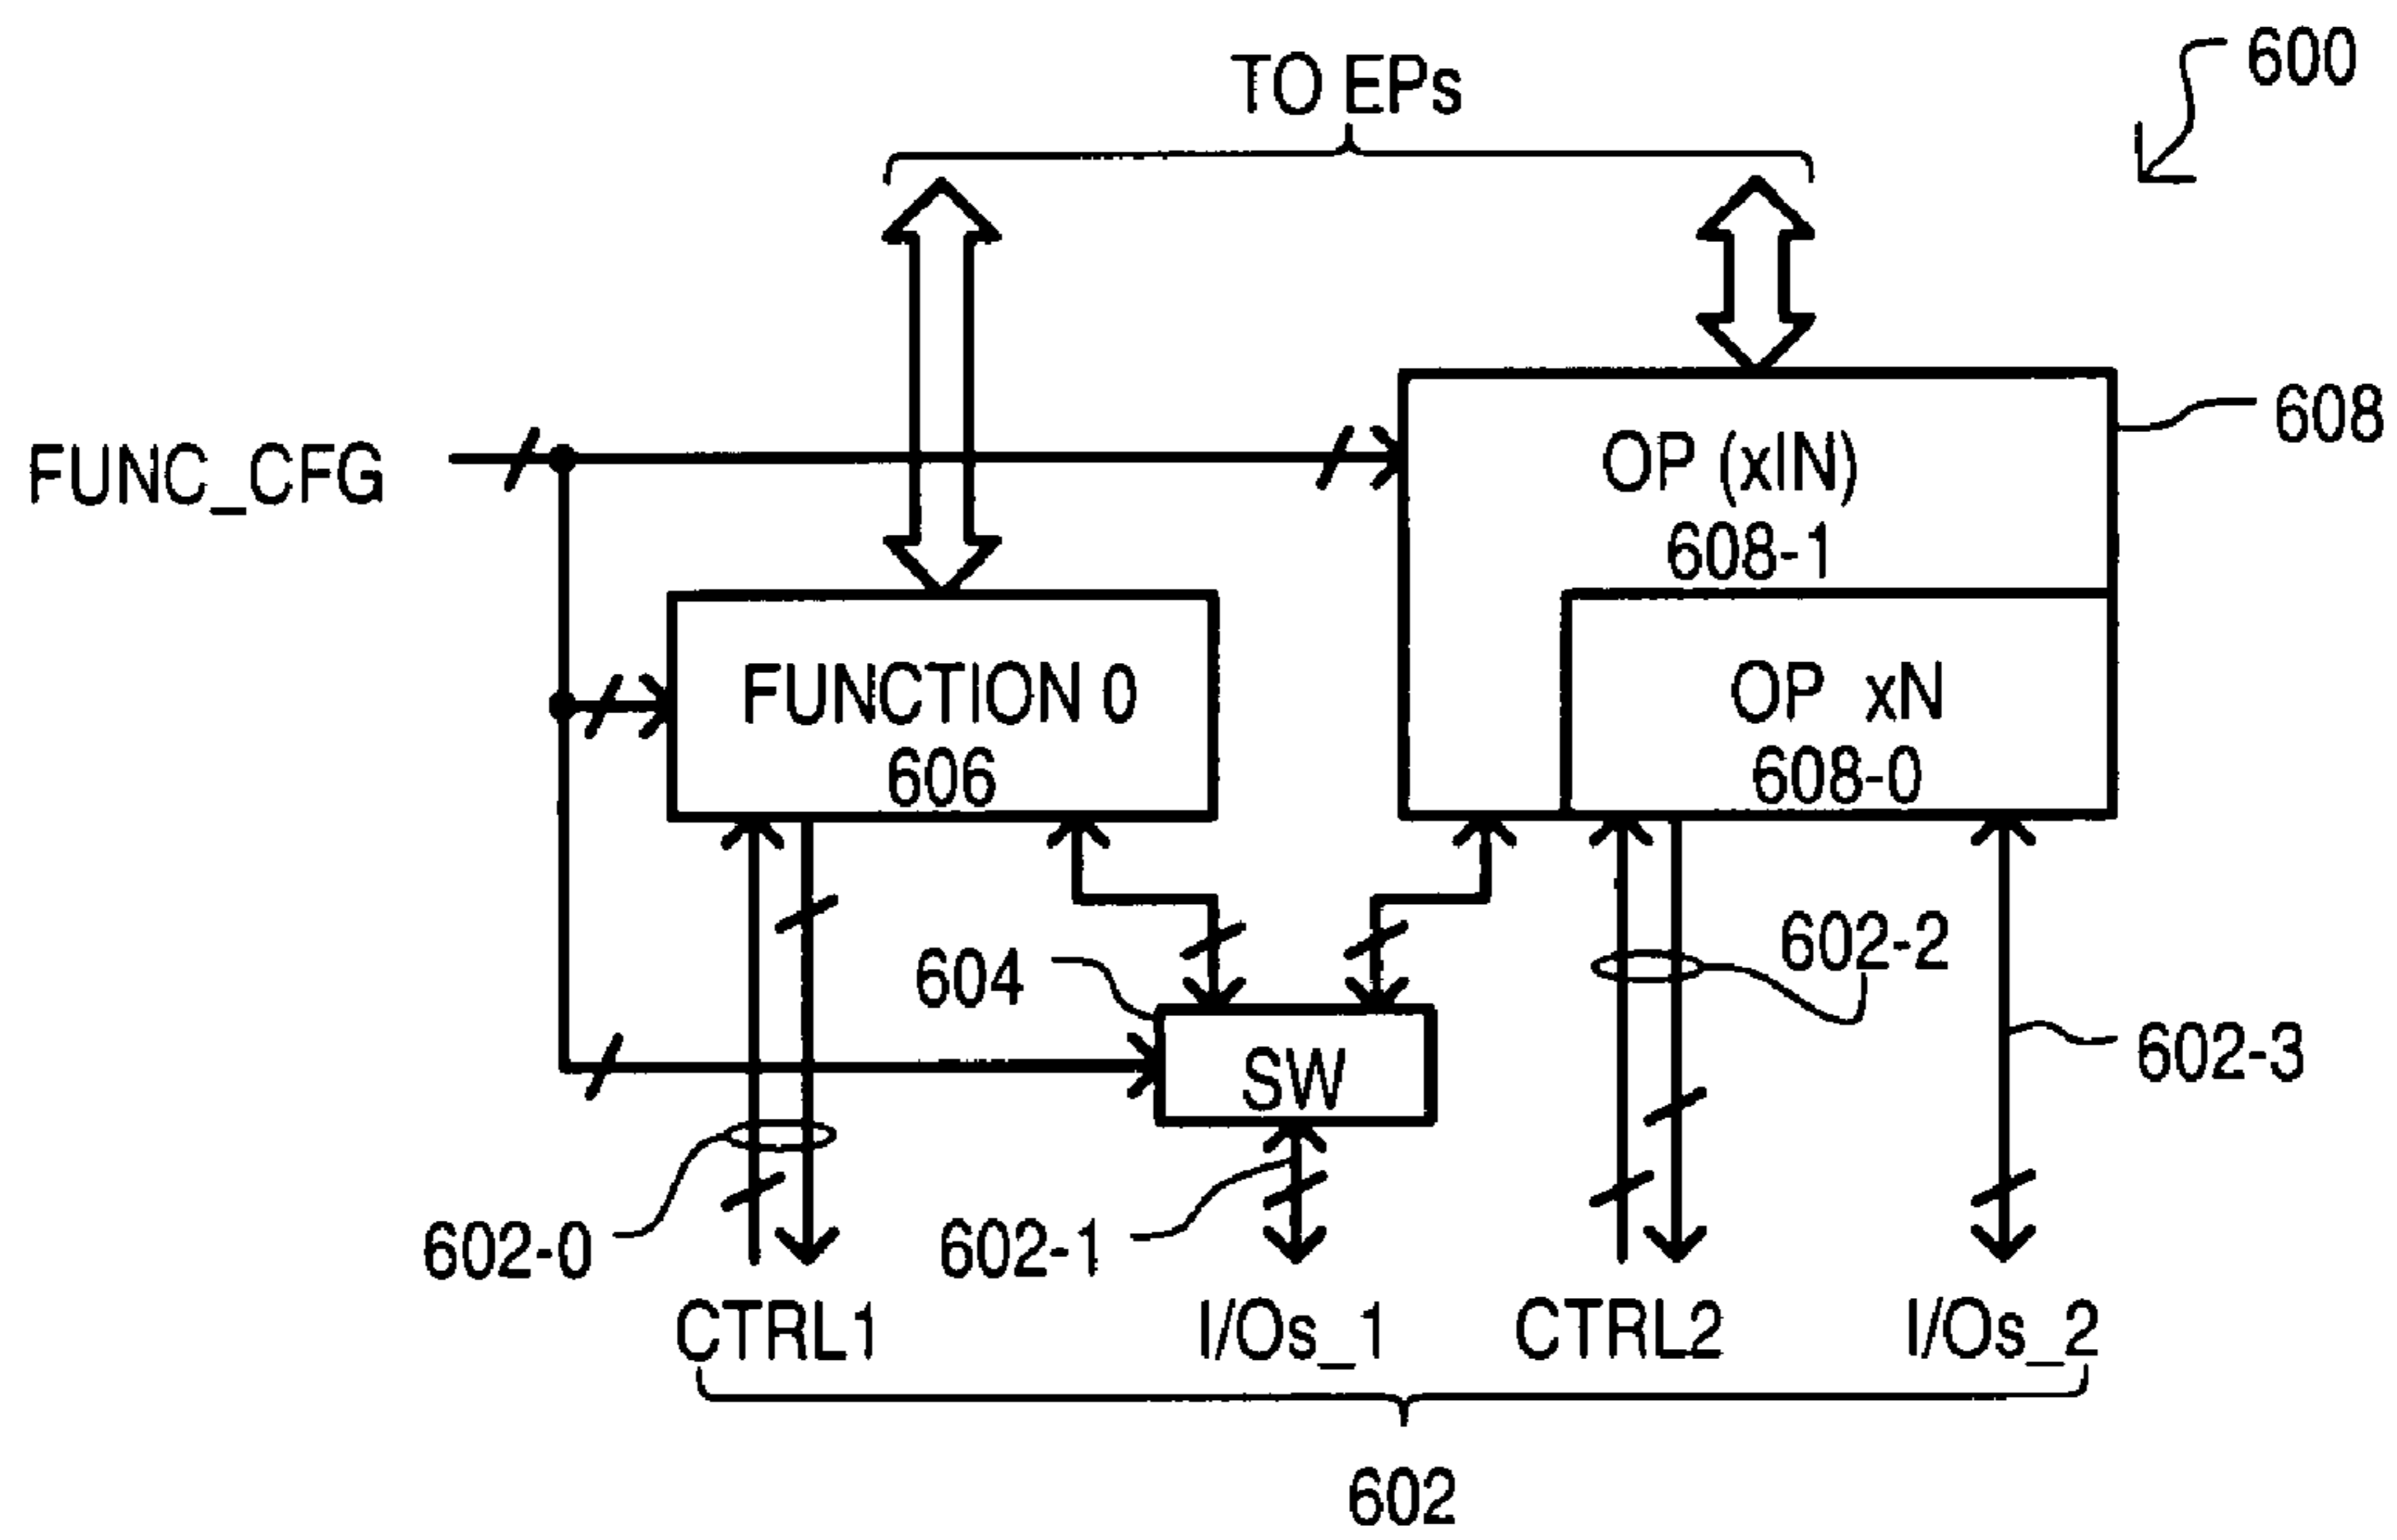 TO EPs
600
FUNC_CFG
OP (xIN)
608-1
608
FUNCTION 0
606
OP xN
608-0
604
SW
602-2
602-3
602-0
602-1
CTRL1
I/Os_1
CTRL2
I/Os_2
602